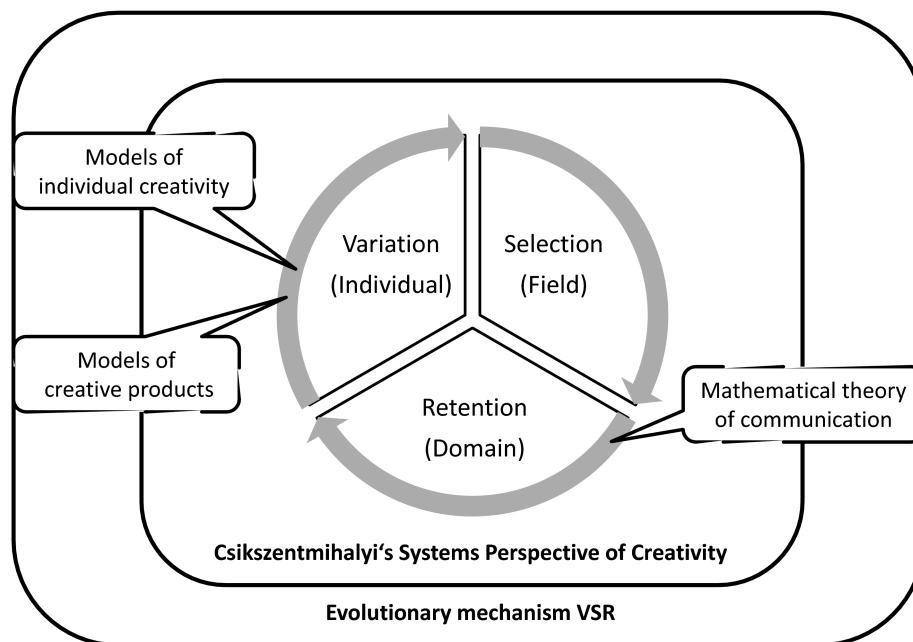 Models of
individual creativity
Variation
(Individual)
Selection
(Field)
Models of
creative products
Retention
(Domain)
Mathematical theory
of communication
Csikszentmihalyi‘s Systems Perspective of Creativity
Evolutionary mechanism VSR